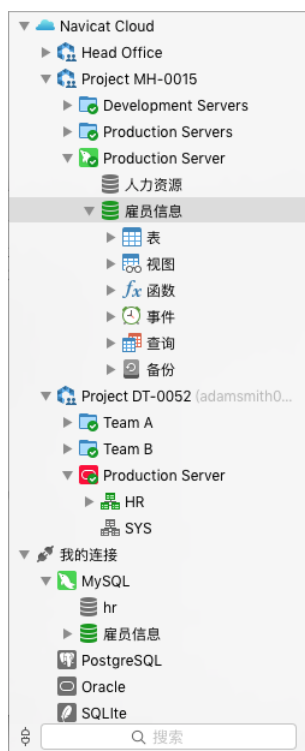 Navicat Cloud
Head Office
Project MH-0015
Development Servers
Production Servers
Production Server
人力资源
雇员信息
表
视图
fx 函数
事件
查询
备份
Project DT-0052 (adamsmith0...
Team A
Team B
Production Server
HR
SYS
我的连接
MySQL
hr
雇员信息
PostgreSQL
Oracle
SQLite
搜索